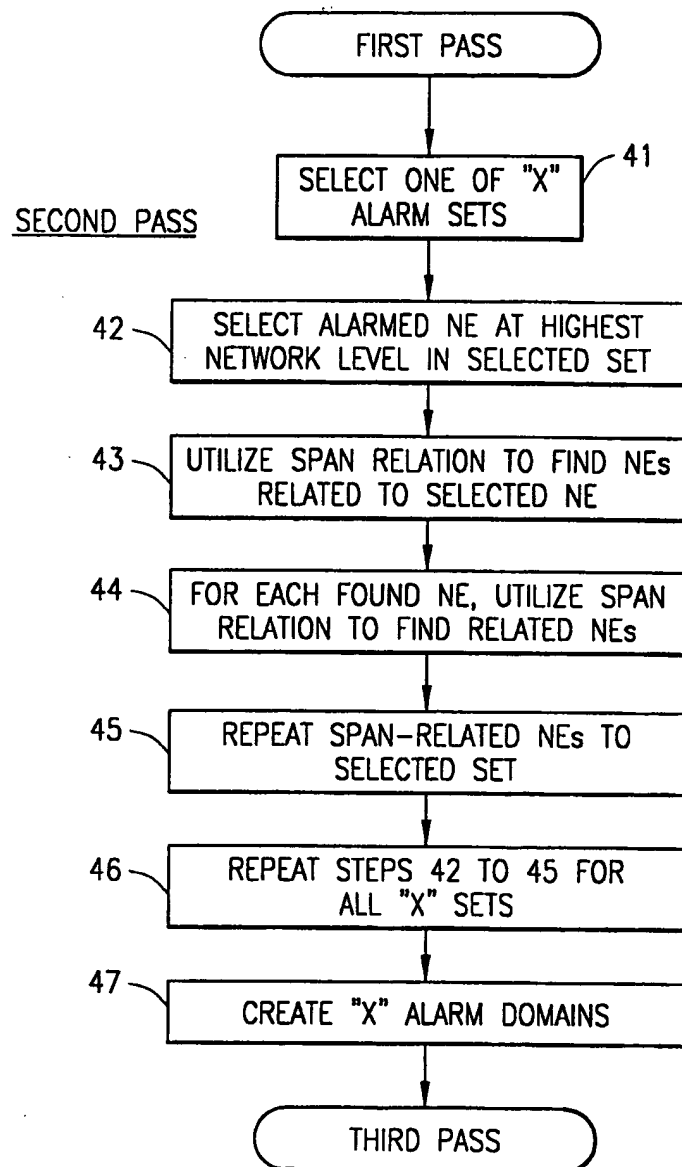 FIRST PASS
41
SELECT ONE OF "X"
ALARM SETS
SECOND PASS
42
SELECT ALARMED NE AT HIGHEST
NETWORK LEVEL IN SELECTED SET
43
UTILIZE SPAN RELATION TO FIND NEs
RELATED TO SELECTED NE
44
FOR EACH FOUND NE, UTILIZE SPAN
RELATION TO FIND RELATED NEs
45
REPEAT SPAN-RELATED NEs TO
SELECTED SET
46
REPEAT STEPS 42 TO 45 FOR
ALL "X" SETS
47
CREATE "X" ALARM DOMAINS
THIRD PASS